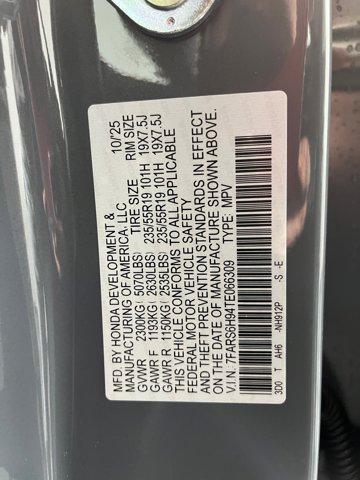 MFD. BY HONDA DEVELOPMENT &
MANUFACTURING OF AMERICA, LLC 10/25
TIRE SIZE RIM SIZE
GVWR 2300KG( 5070LBS)
GAWR F 1193KG( 2630LBS) 235/55R19 101H 19X7.5J
GAWR R 1150KG( 2535LBS) 235/55R19 101H 19X7.5J
THIS VEHICLE CONFORMS TO ALL APPLICABLE
FEDERAL MOTOR VEHICLE SAFETY
AND THEFT PREVENTION STANDARDS IN EFFECT
ON THE DATE OF MANUFACTURE SHOWN ABOVE.
V.I.N.: 7FARS6H94TE066309 TYPE: MPV
3D0 T AH6 -NH912P -S -E